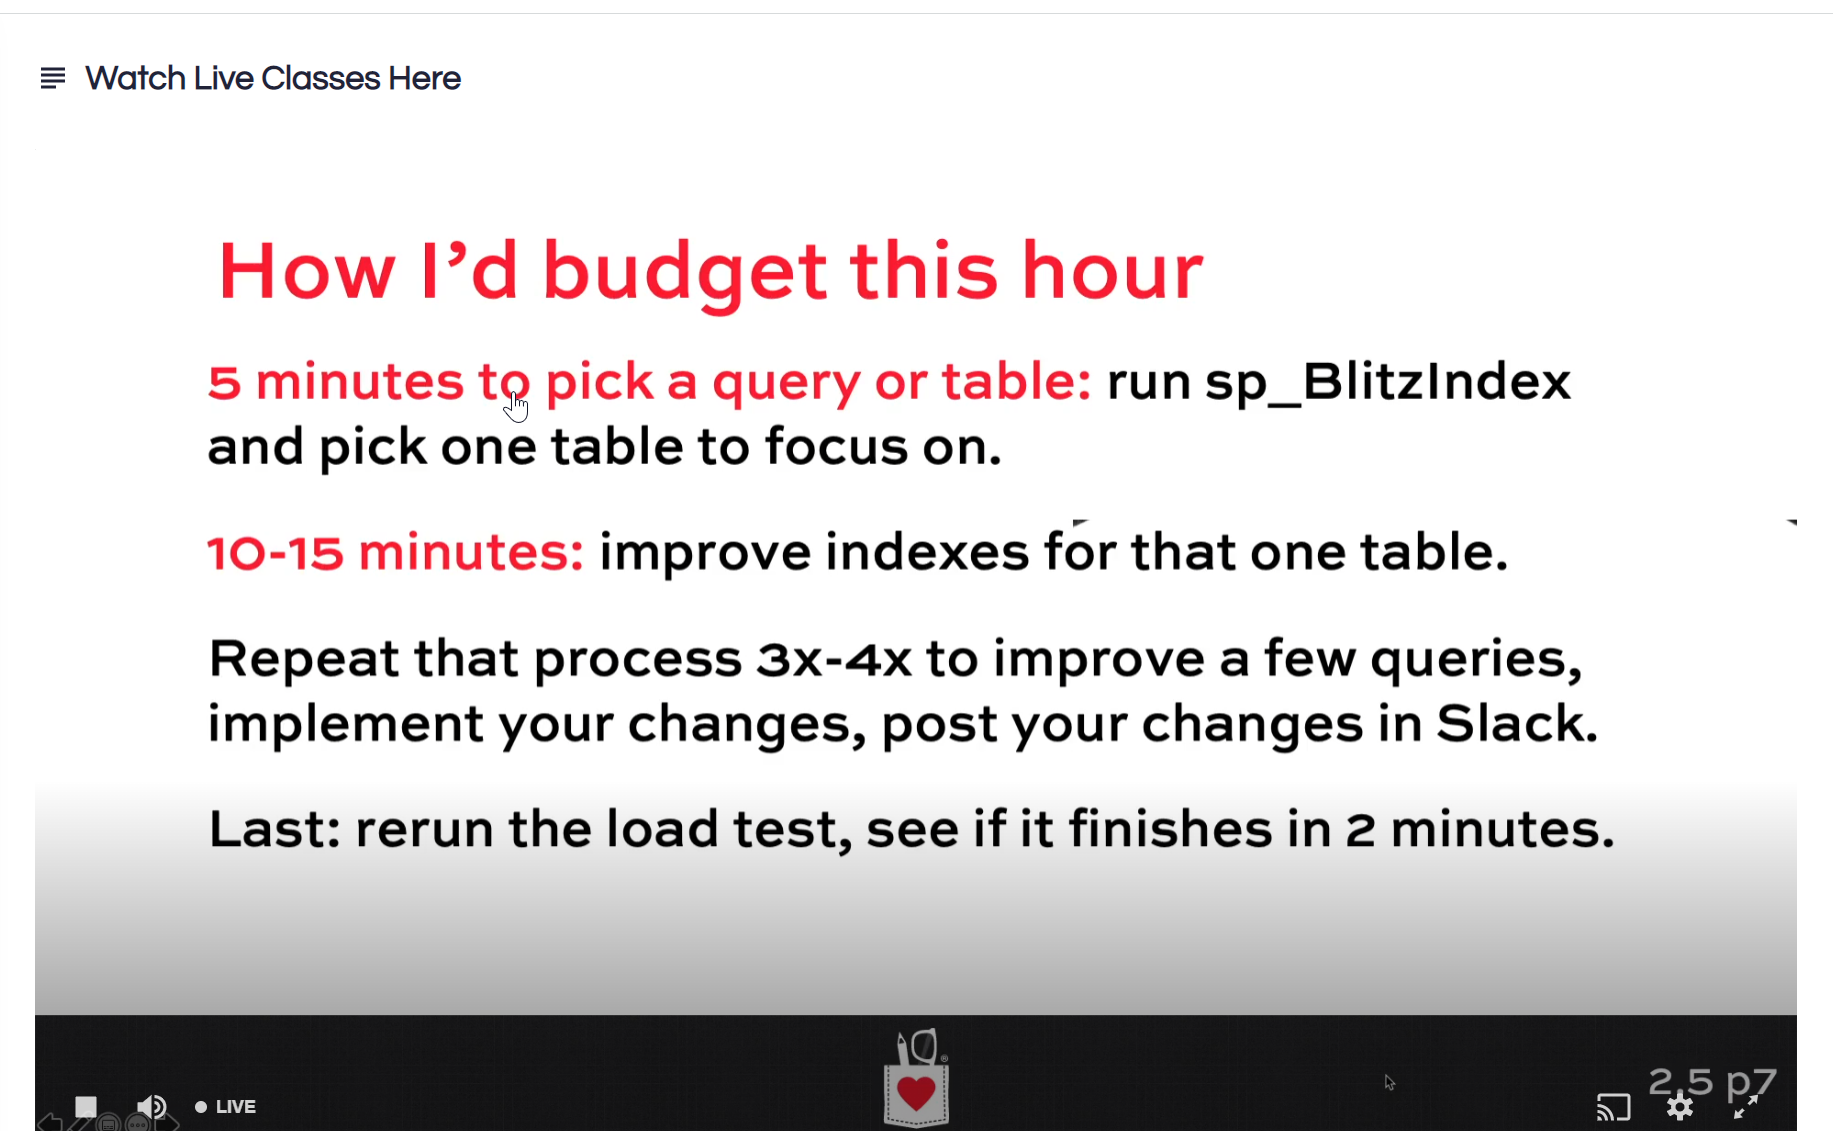 Watch Live Classes Here
How I’d budget this hour
5 minutes to pick a query or table: run sp_BlitzIndex
and pick one table to focus on.
10-15 minutes: improve indexes for that one table.
Repeat that process 3x-4x to improve a few queries,
implement your changes, post your changes in Slack.
Last: rerun the load test, see if it finishes in 2 minutes.
®
2.5 p7
LIVE